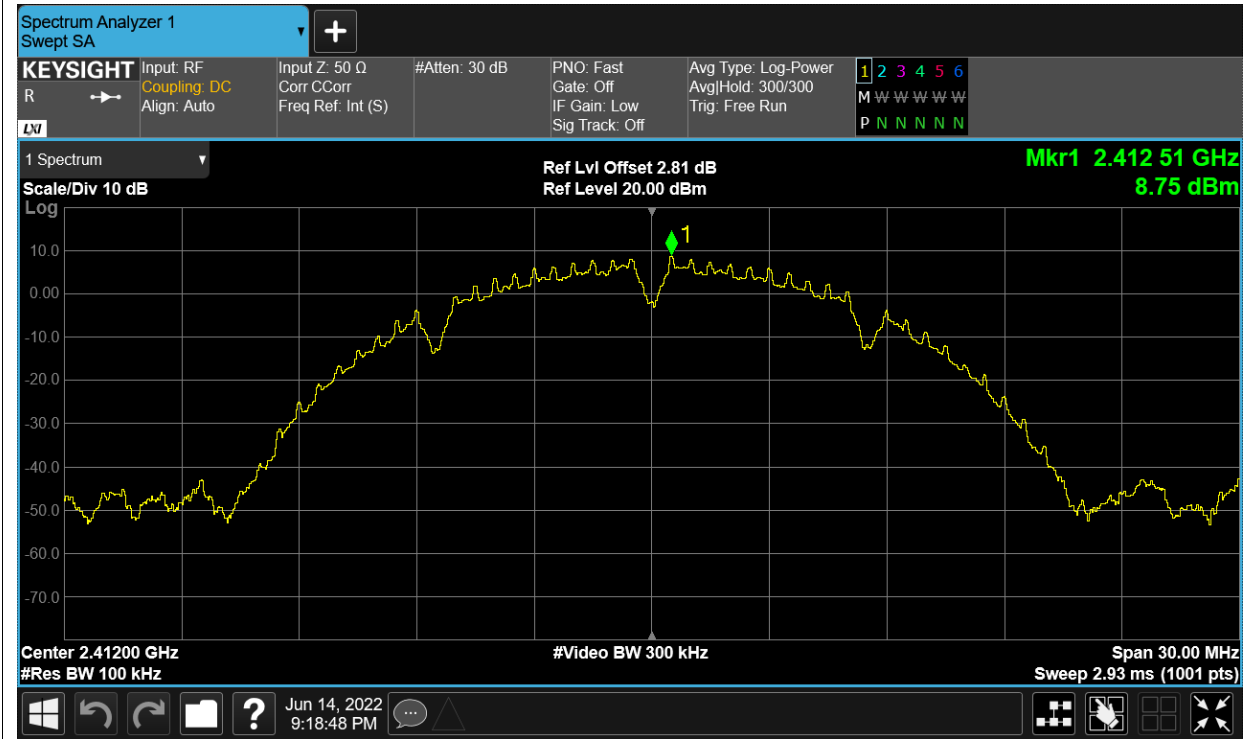 Spectrum Analyzer 1
Swept SA
KEYSIGHT
R
LXI
Input: RF
Coupling: DC
Align: Auto
Input Z: 50 Ω
Corr CCorr
Freq Ref: Int (S)
#Atten: 30 dB
PNO: Fast
Gate: Off
IF Gain: Low
Sig Track: Off
Avg Type: Log-Power
Avg|Hold: 300/300
Trig: Free Run
1 2 3 4 5 6
M W W W W W
P N N N N N N
1 Spectrum
Scale/Div 10 dB
Ref Lvl Offset 2.81 dB
Ref Level 20.00 dBm
Mkr1 2.412 51 GHz
8.75 dBm
Log
1
10.0
0.00
-10.0
-20.0
-30.0
-40.0
-50.0
-60.0
-70.0
Center 2.41200 GHz
#Video BW 300 kHz
Span 30.00 MHz
#Res BW 100 kHz
Sweep 2.93 ms (1001 pts)
?
Jun 14, 2022
9:18:48 PM